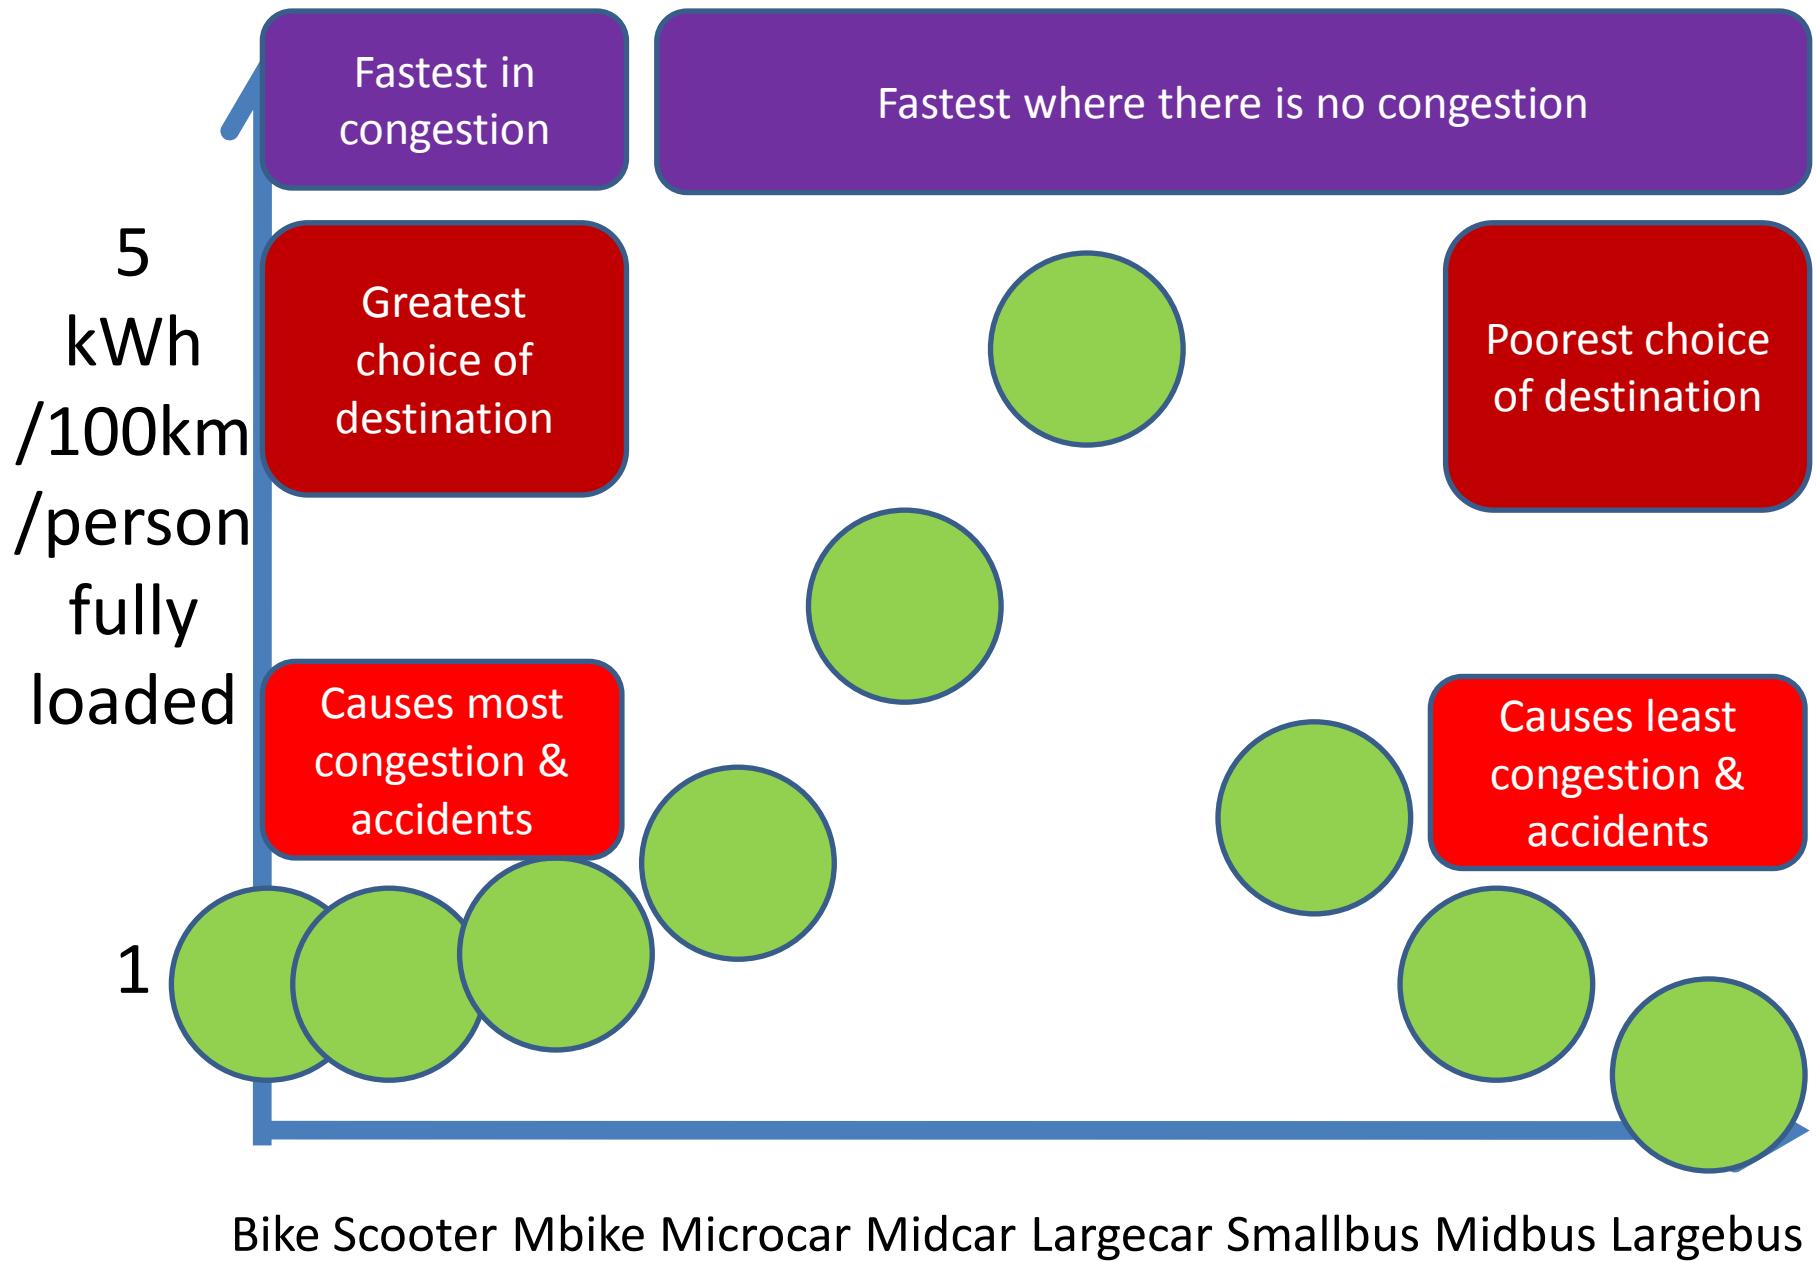 Fastest in
congestion
Fastest where there is no congestion
5
kWh
/100km
/person
fully
loaded
Greatest
choice of
destination
Poorest choice
of destination
Causes most
congestion &
accidents
Causes least
congestion &
accidents
1
Bike Scooter Mbike Microcar Midcar Largecar Smallbus Midbus Largebus